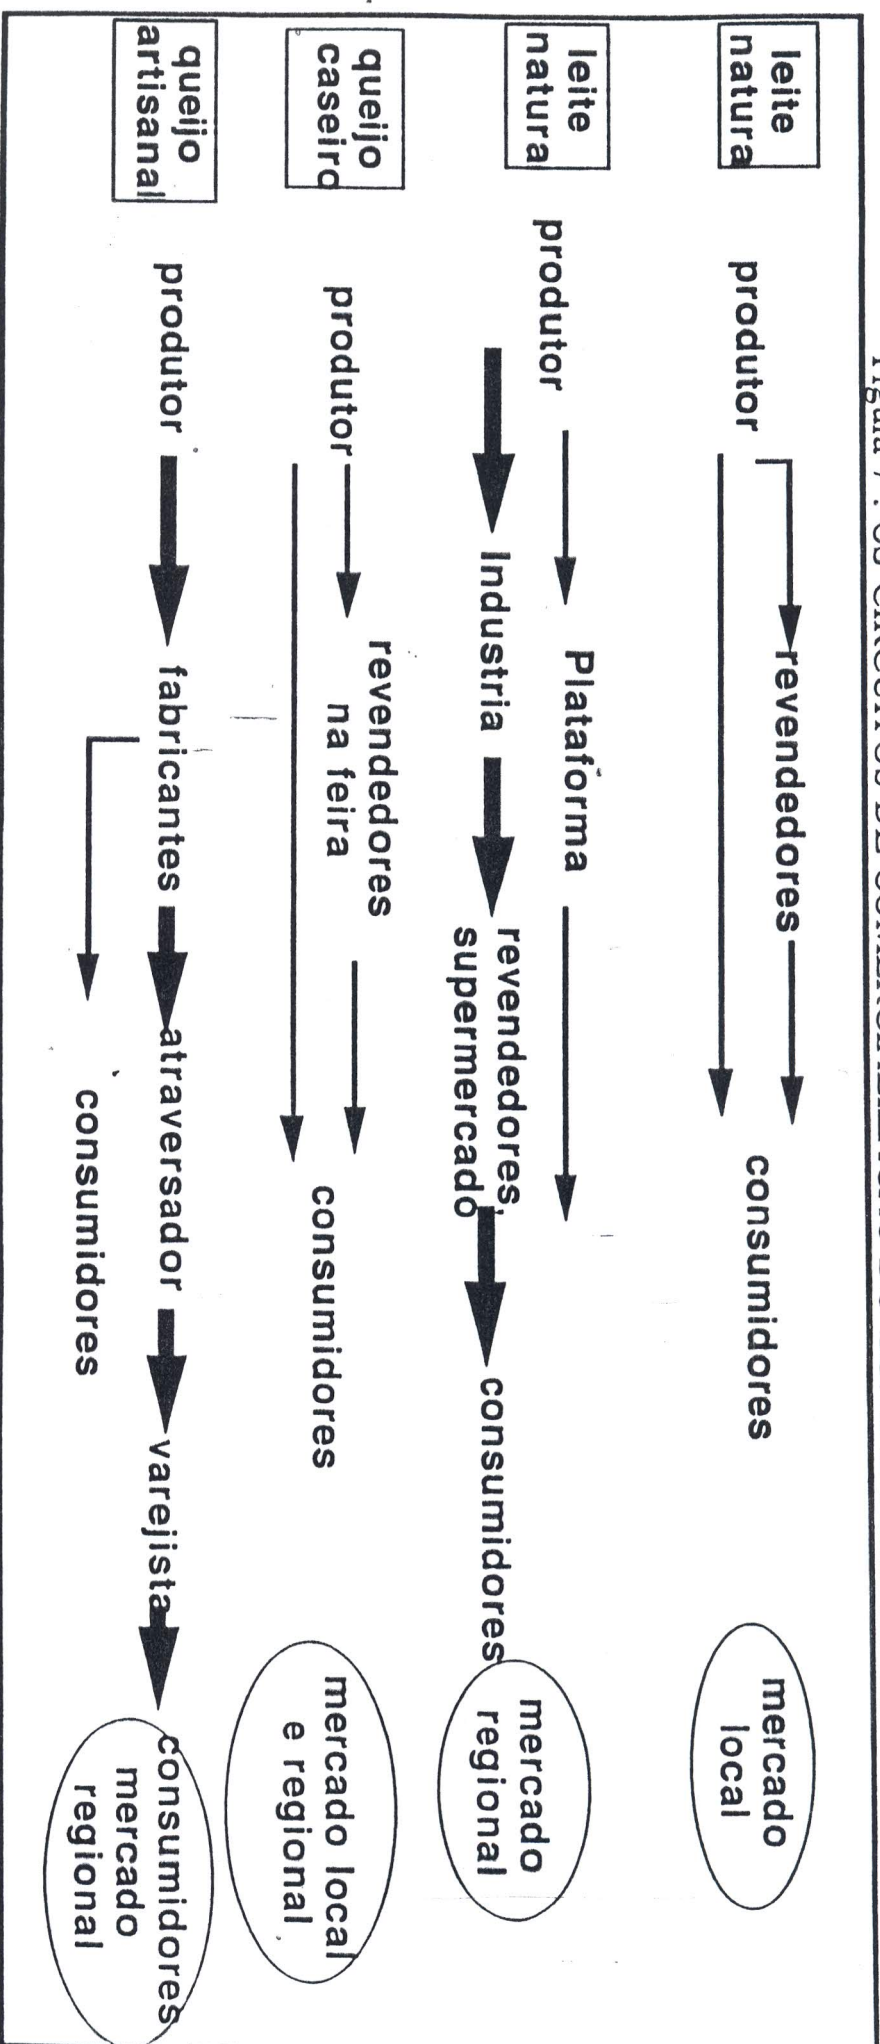 leite
natura
produtor
revendedores
consumidores
mercado
local
leite
natura
produtor
Plataforma
Industria
revendedores,
supermercado
consumidores
mercado
regional
queijo
caseiro
produtor
revendedores
na feira
consumidores
mercado local
e regional
queijo
artisanal
produtor
fabricantes
atraversador
varejista
consumidores
mercado
regional
consumidores